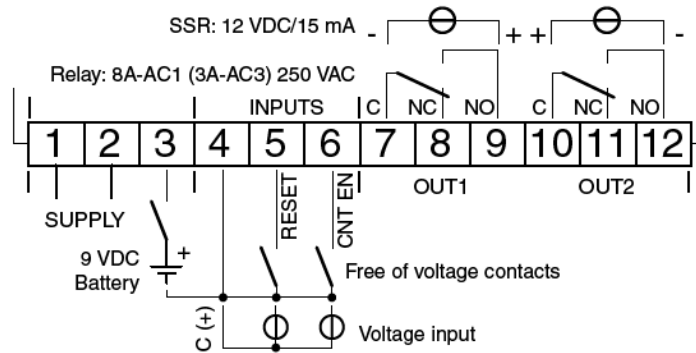 SSR: 12 VDC/15 mA - + + -
Relay: 8A-AC1 (3A-AC3) 250 VAC
INPUTS C NC NO C NC NO
1 2 3 4 5 6 7 8 9 10 11 12
SUPPLY RESET CNT EN OUT1 OUT2
9 VDC +
Battery
Free of voltage contacts
C (+)
Voltage input